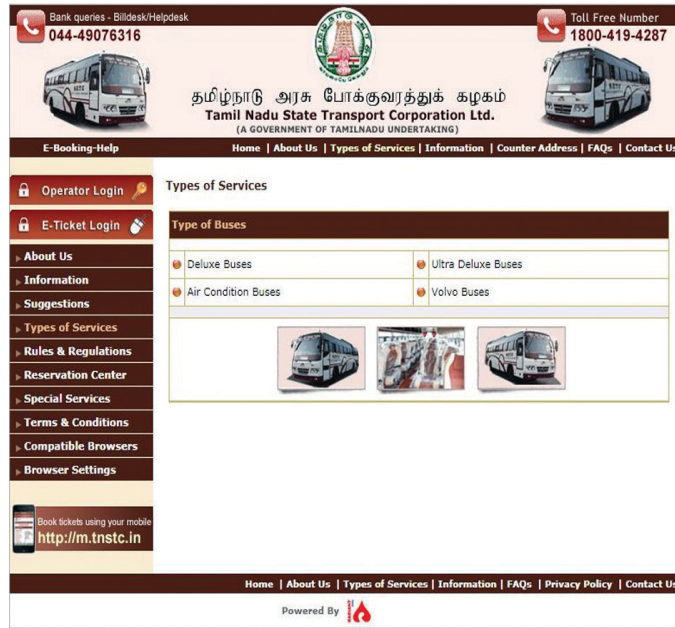 Bank queries - Billdesk/Helpdesk
044-49076316
Toll Free Number
1800-419-4287
தமிழ்நாடு அரசு போக்குவரத்துக் கழகம்
Tamil Nadu State Transport Corporation Ltd.
(A GOVERNMENT OF TAMILNADU UNDERTAKING)
E-Booking-Help
Home | About Us | Types of Services | Information | Counter Address | FAQs | Contact Us
Operator Login
E-Ticket Login
About Us
Information
Suggestions
Types of Services
Rules & Regulations
Reservation Center
Special Services
Terms & Conditions
Compatible Browsers
Browser Settings
Book tickets using your mobile
http://m.tnstc.in
Types of Services
Type of Buses
Deluxe Buses
Ultra Deluxe Buses
Air Condition Buses
Volvo Buses
Home | About Us | Types of Services | Information | FAQs | Privacy Policy | Contact Us
Powered By